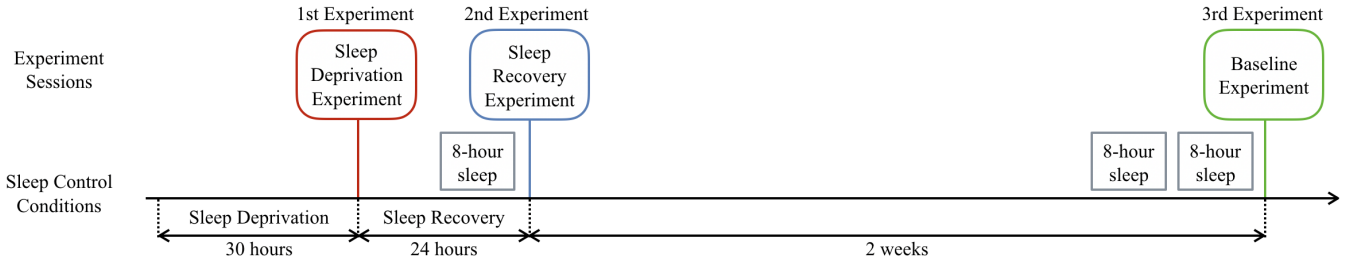 1st Experiment
2nd Experiment
3rd Experiment
Experiment
Sessions
Sleep
Deprivation
Experiment
Sleep
Recovery
Experiment
Baseline
Experiment
8-hour
sleep
8-hour
sleep
8-hour
sleep
Sleep Control
Conditions
Sleep Deprivation
Sleep Recovery
30 hours
24 hours
2 weeks